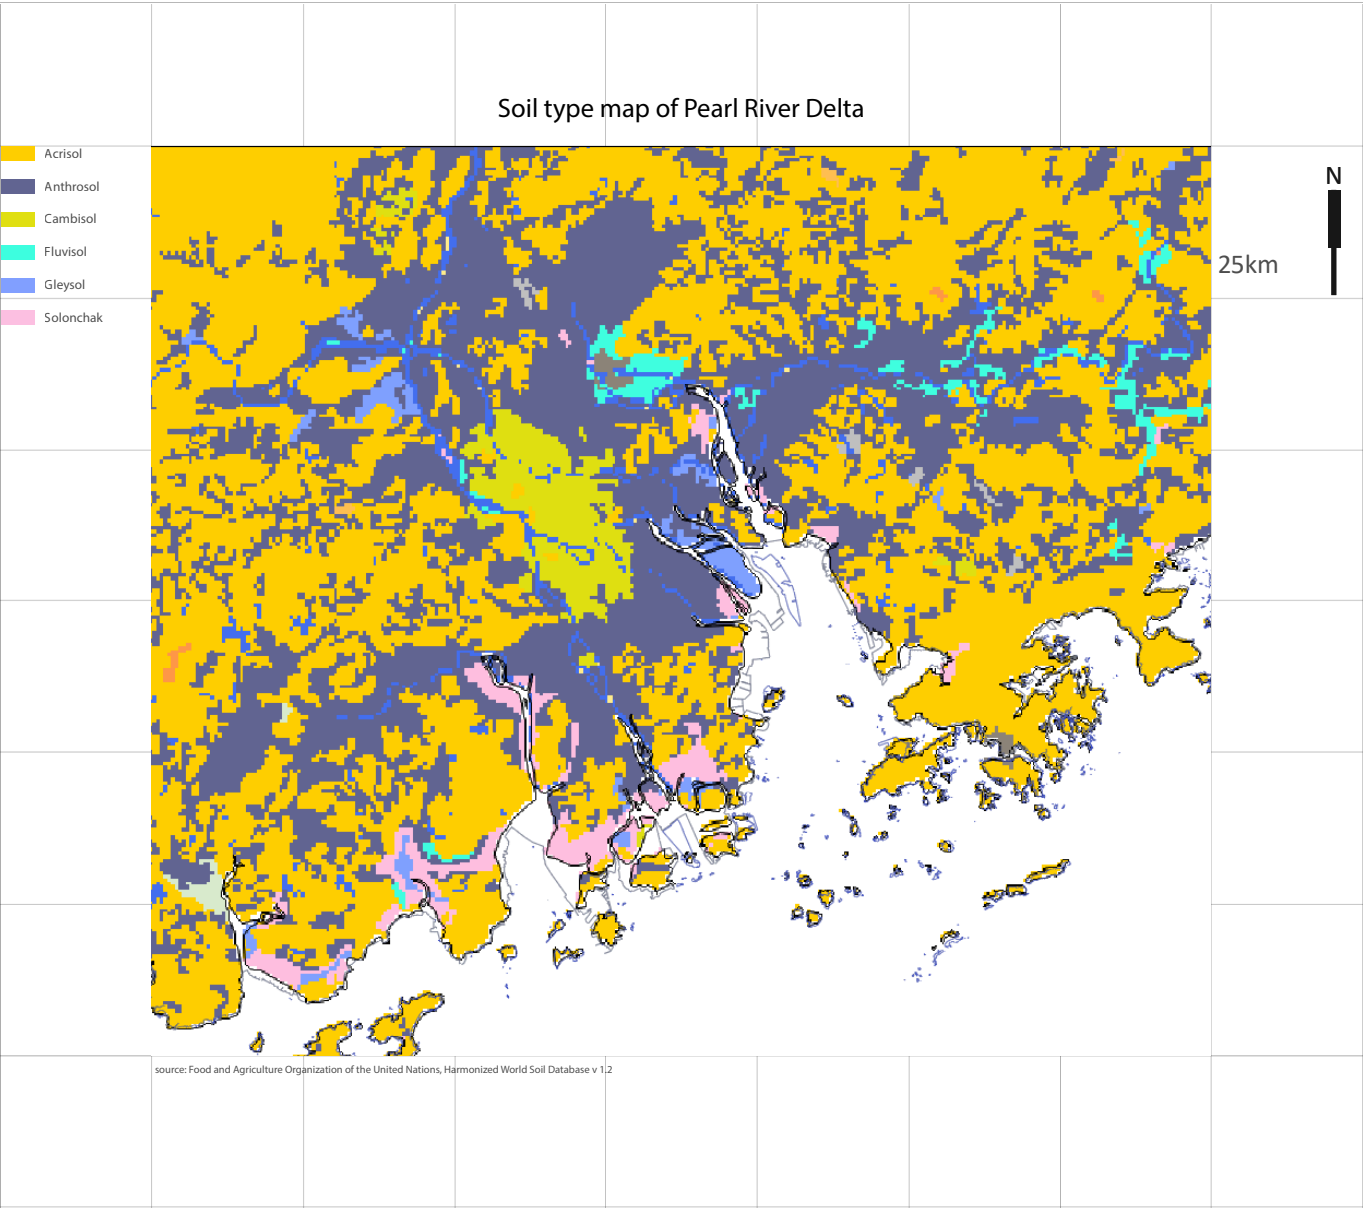 Soil type map of Pearl River Delta
Acrisol
Anthrosol
Cambisol
Fluvisol
Gleysol
Solonchak
N
25km
source: Food and Agriculture Organization of the United Nations, Harmonized World Soil Database v 1.2